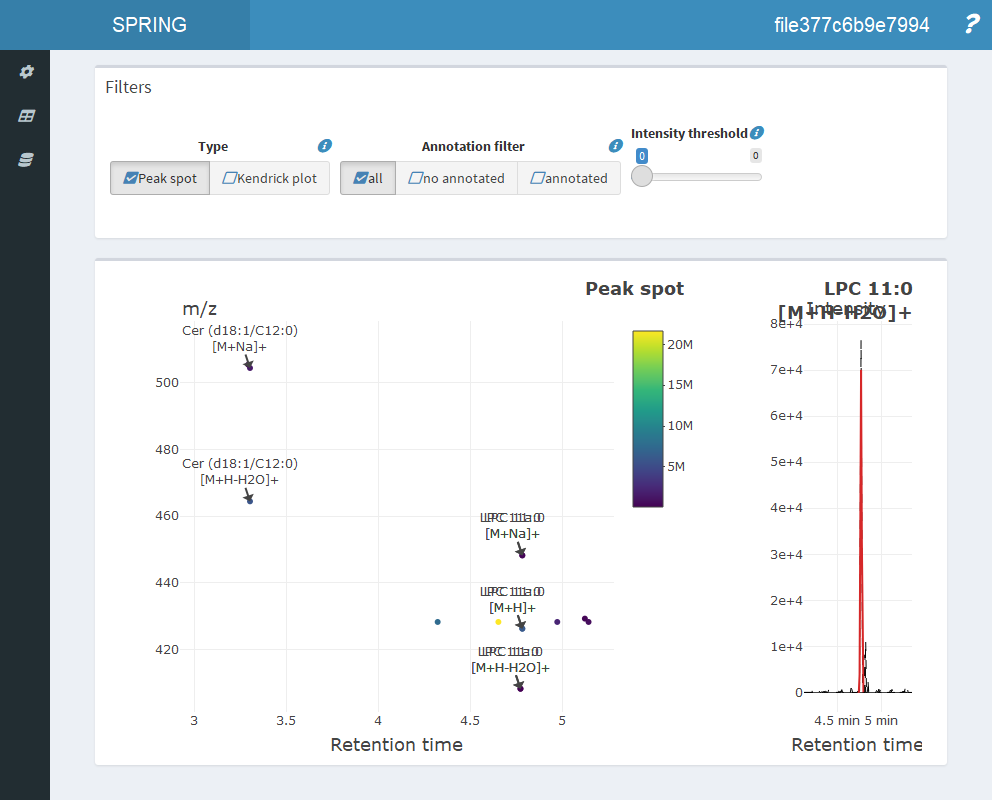 SPRING
file377c6b9e7994
?
Filters
Type
Peak spot
Kendrick plot
Annotation filter
all
no annotated
annotated
Intensity threshold
0
0
Peak spot
m/z
Cer (d18:1/C12:0)
[M+Na]+
Cer (d18:1/C12:0)
[M+H-H2O]+
LPC 11:0
[M+Na]+
LPC 11:0
[M+H]+
LPC 11:0
[M+H-H2O]+
500
480
460
440
420
3
3.5
4
4.5
5
Retention time
20M
15M
10M
5M
LPC 11:0
[M+H-H2O]+
Intensity
8e+4
7e+4
6e+4
5e+4
4e+4
3e+4
2e+4
1e+4
0
4.5 min
5 min
Retention time